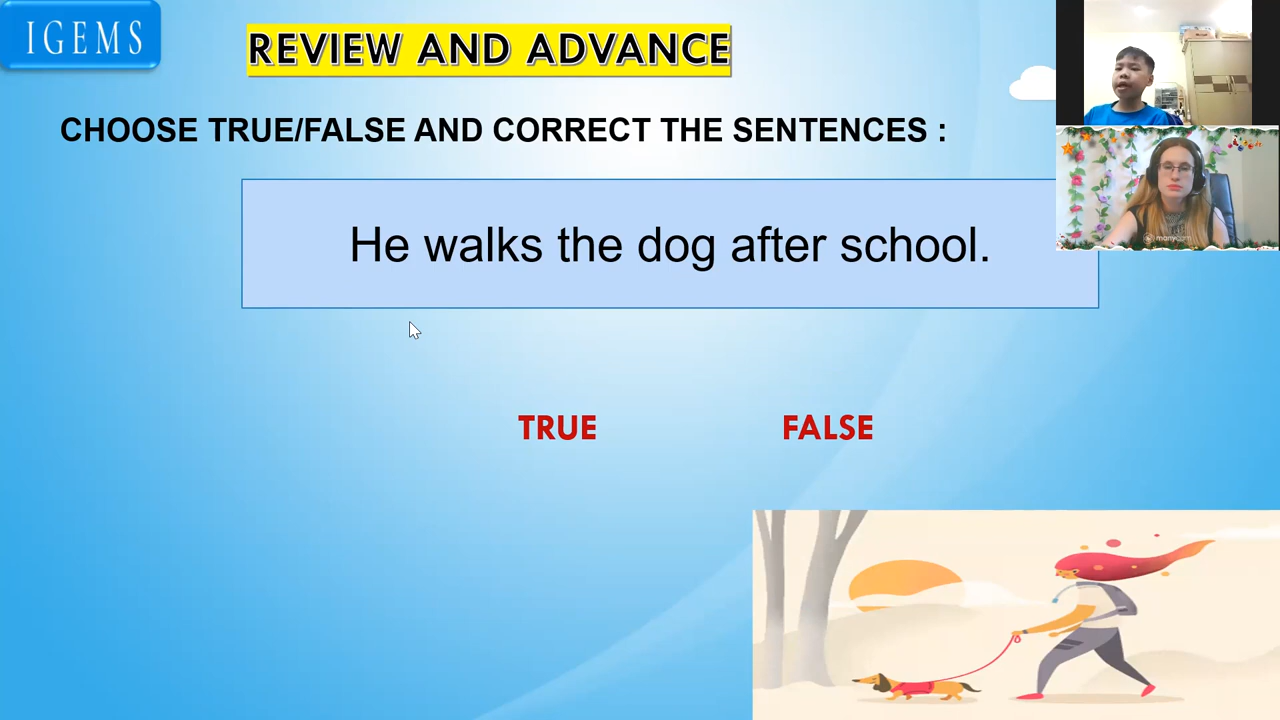 IGEMS
REVIEW AND ADVANCE
CHOOSE TRUE/FALSE AND CORRECT THE SENTENCES :
He walks the dog after school.
TRUE
FALSE